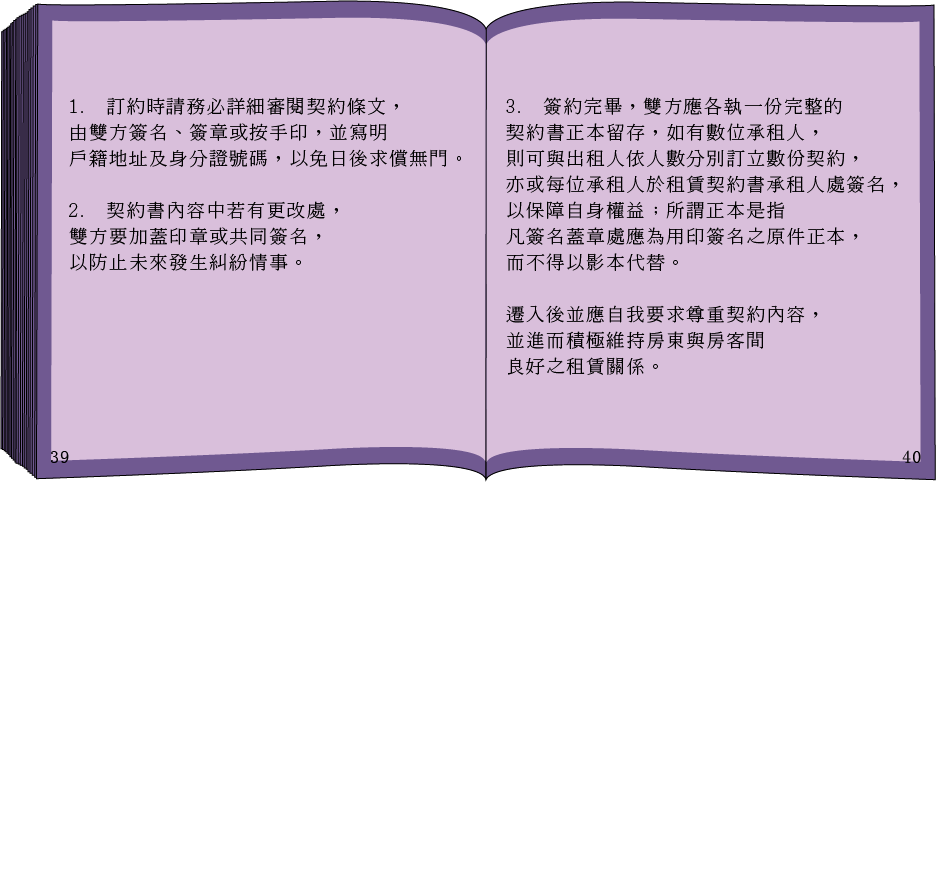 1. 訂約時請務必詳細審閱契約條文，
由雙方簽名、簽章或按手印，並寫明
戶籍地址及身分證號碼，以免日後求償無門。
2. 契約書內容中若有更改處，
雙方要加蓋印章或共同簽名，
以防止未來發生糾紛情事。
39
3. 簽約完畢，雙方應各執一份完整的
契約書正本留存，如有數位承租人，
則可與出租人依人數分別訂立數份契約，
亦或每位承租人於租賃契約書承租人處簽名，
以保障自身權益；所謂正本是指
凡簽名蓋章處應為用印簽名之原件正本，
而不得以影本代替。
遷入後並應自我要求尊重契約內容，
並進而積極維持房東與房客間
良好之租賃關係。
40